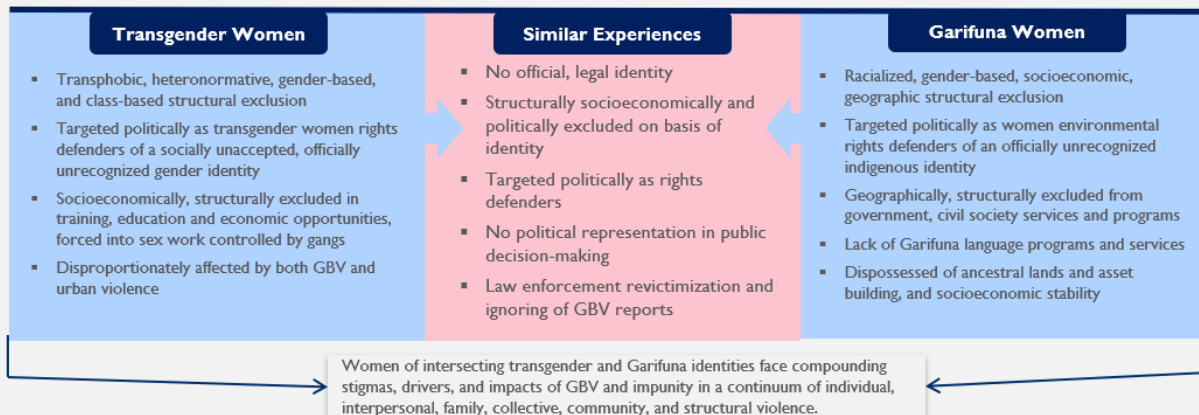 Transgender Women
▪ Transphobic, heteronormative, gender-based,
and class-based structural exclusion
▪ Targeted politically as transgender women rights
defenders of a socially unaccepted, officially
unrecognized gender identity
▪ Socioeconomically, structurally excluded in
training, education and economic opportunities,
forced into sex work controlled by gangs
▪ Disproportionately affected by both GBV and
urban violence
Similar Experiences
▪ No official, legal identity
▪ Structurally socioeconomically and
politically excluded on basis of
identity
▪ Targeted politically as rights
defenders
▪ No political representation in public
decision-making
▪ Law enforcement revictimization and
ignoring of GBV reports
Garifuna Women
▪ Racialized, gender-based, socioeconomic,
geographic structural exclusion
▪ Targeted politically as women environmental
rights defenders of an officially unrecognized
indigenous identity
▪ Geographically, structurally excluded from
government, civil society services and programs
▪ Lack of Garifuna language programs and services
▪ Dispossessed of ancestral lands and asset
building, and socioeconomic stability
Women of intersecting transgender and Garifuna identities face compounding
stigmas, drivers, and impacts of GBV and impunity in a continuum of individual,
interpersonal, family, collective, community, and structural violence.